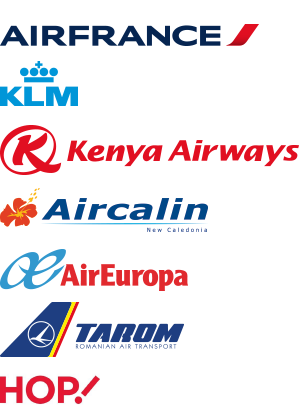 AIRFRANCE
KLM
Kenya Airways
Aircalin
New Caledonia
AirEuropa
TAROM
ROMANIAN AIR TRANSPORT
HOP!